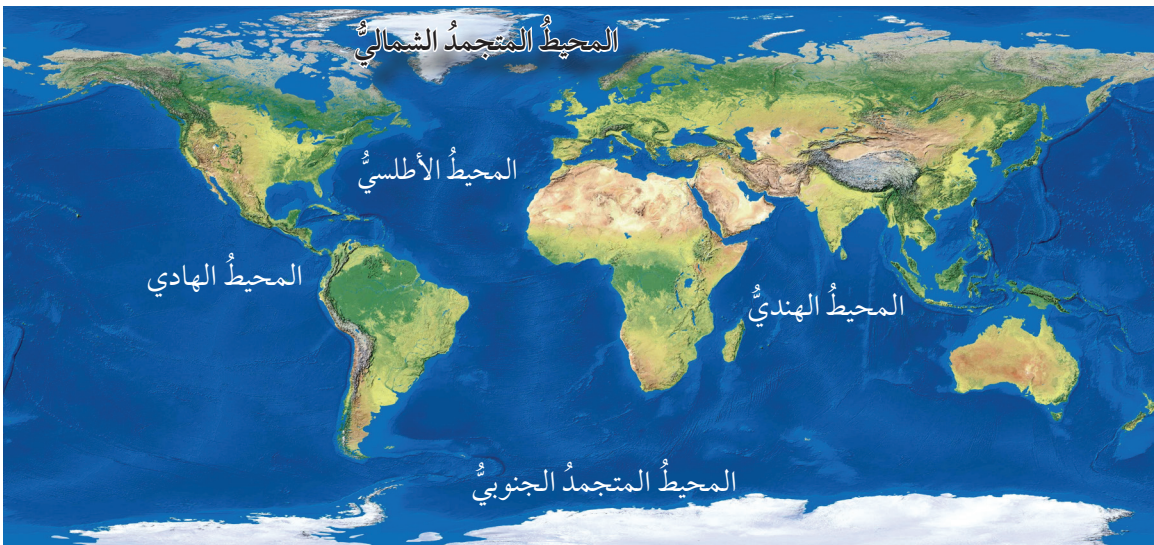 المحيطُ المتجمدُ الشماليُّ
المحيطُ الأطلسيُّ
المحيطُ الهادي
المحيطُ الهنديُّ
المحيطُ المتجمدُ الجنوبيُّ